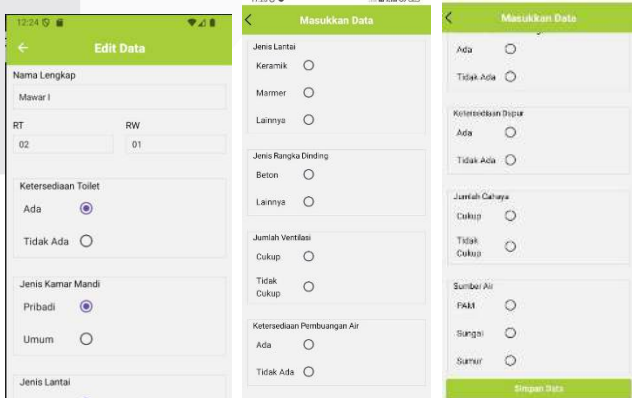 12:24
Edit Data
Nama Lengkap
Mawar I
RT RW
02 01
Ketersediaan Toilet
Ada
Tidak Ada
Jenis Kamar Mandi
Pribadi
Umum
Jenis Lantai
Masukkan Data
Jenis Lantai
Keramik
Marmer
Lainnya
Jenis Rangka Dinding
Beton
Lainnya
Jumlah Ventilasi
Cukup
Tidak
Cukup
Ketersediaan Pembuangan Air
Ada
Tidak Ada
Masukkan Data
Ada
Tidak Ada
Ketersediaan Dapur
Ada
Tidak Ada
Jumlah Cahaya
Cukup
Tidak
Cukup
Sumber Air
PAM
Sungai
Sumur
Simpan Data